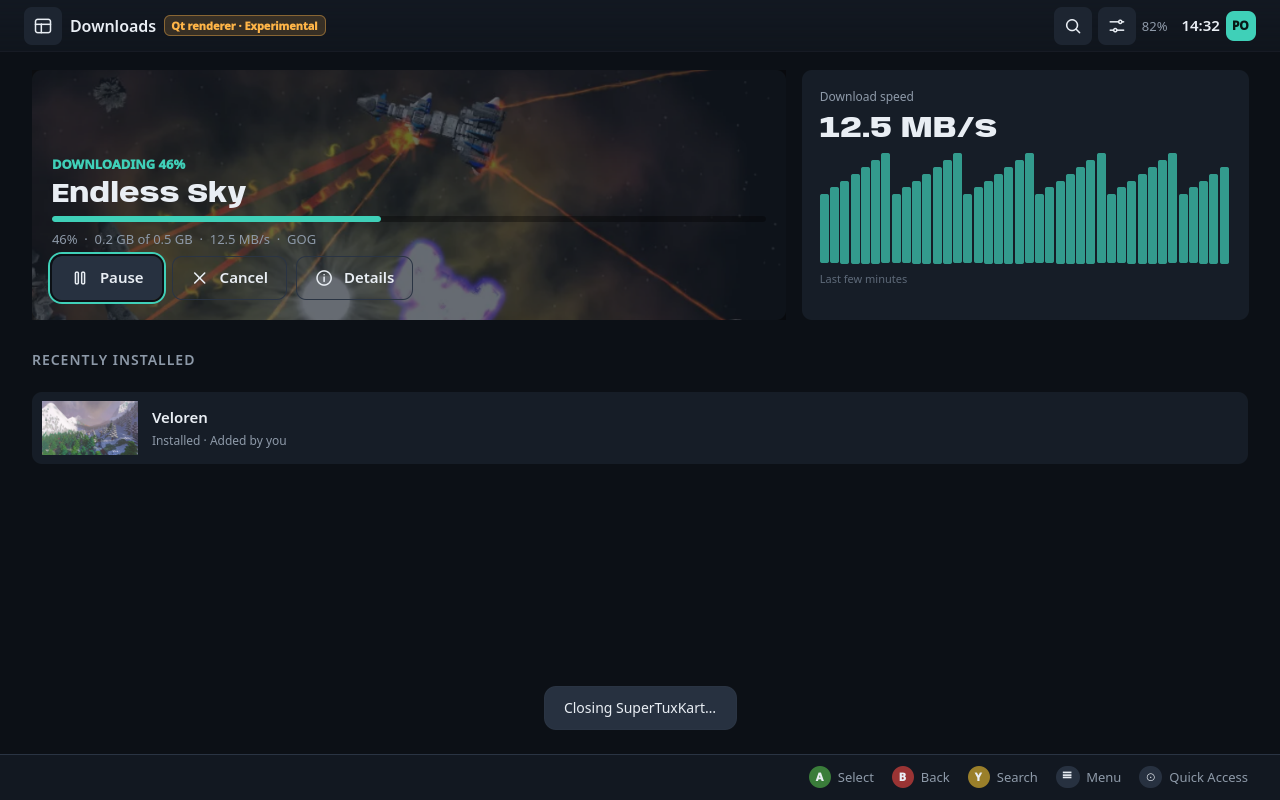 Downloads
Qt renderer · Experimental
82%
14:32
PO
DOWNLOADING 46%
Endless Sky
46% · 0.2 GB of 0.5 GB · 12.5 MB/s · GOG
Pause
Cancel
Details
Download speed
12.5 MB/s
Last few minutes
RECENTLY INSTALLED
Veloren
Installed · Added by you
Closing SuperTuxKart...
A Select
B Back
Y Search
Menu
Quick Access